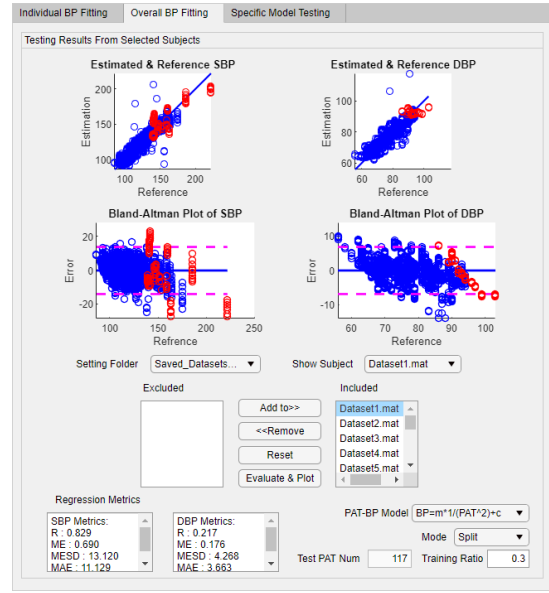 Individual BP Fitting Overall BP Fitting Specific Model Testing
Testing Results From Selected Subjects
Estimated & Reference SBP
Estimated & Reference DBP
200
150
100
Estimation
100 150 200
Reference
100
80
60
Estimation
60 80 100
Reference
Bland-Altman Plot of SBP
Bland-Altman Plot of DBP
20
0
-20
Error
100 150 200 250
Reference
10
0
-10
Error
60 70 80 90 100
Reference
Setting Folder Saved_Datasets... Show Subject Dataset1.mat
Excluded
Included
Add to>>
<<Remove
Reset
Evaluate & Plot
Dataset1.mat
Dataset2.mat
Dataset3.mat
Dataset4.mat
Dataset5.mat
Regression Metrics
SBP Metrics:
R : 0.829
ME : 0.690
MESD : 13.120
MAE : 11.129
DBP Metrics:
R : 0.217
ME : 0.176
MESD : 4.268
MAE : 3.663
PAT-BP Model BP=m*1/(PAT^2)+c
Mode Split
Test PAT Num 117 Training Ratio 0.3